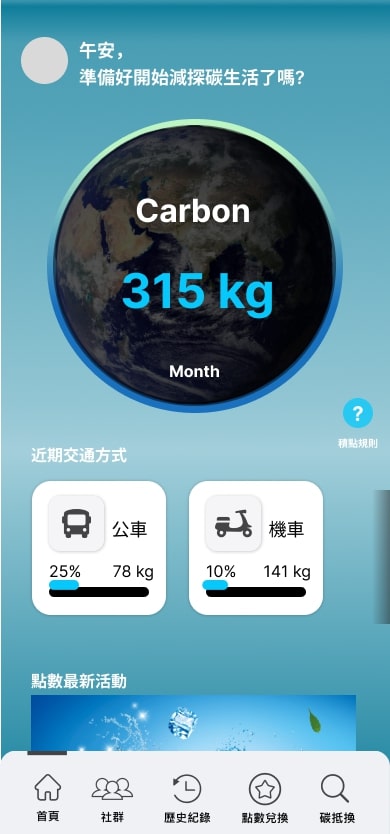 午安，
準備好開始減探碳生活了嗎?
Carbon
315 kg
Month
?
積點規則
近期交通方式
公車
25% 78 kg
機車
10% 141 kg
點數最新活動
首頁
社群
歷史紀錄
點數兌換
碳抵換